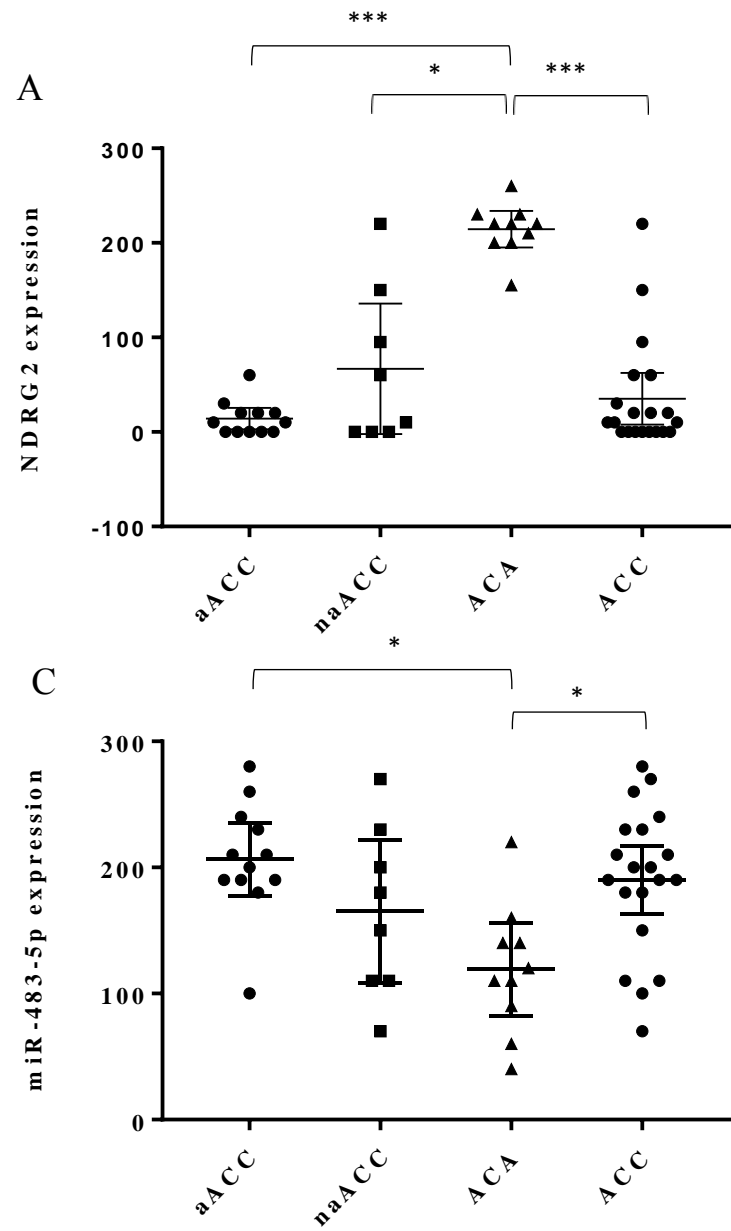 ***
* ***
A
300
200
100
0
-100
NDRG2 expression
aACC naACC ACA ACC
*
C
*
300
200
100
0
miR-483-5p expression
aACC naACC ACA ACC